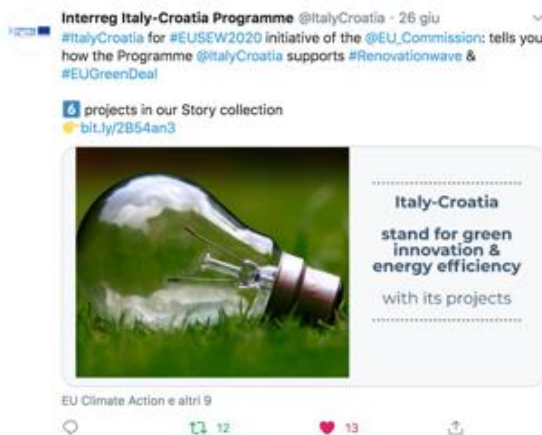 Interreg Italy-Croatia Programme @ItalyCroatia · 26 giu
#ItalyCroatia for #EUSEW2020 initiative of the @EU_Commission: tells you
how the Programme @ItalyCroatia supports #Renovationwave &
#EUGreenDeal
6 projects in our Story collection
👉 bit.ly/2B54an3
Italy-Croatia
stand for green
innovation &
energy efficiency
with its projects
EU Climate Action e altri 9
12
13